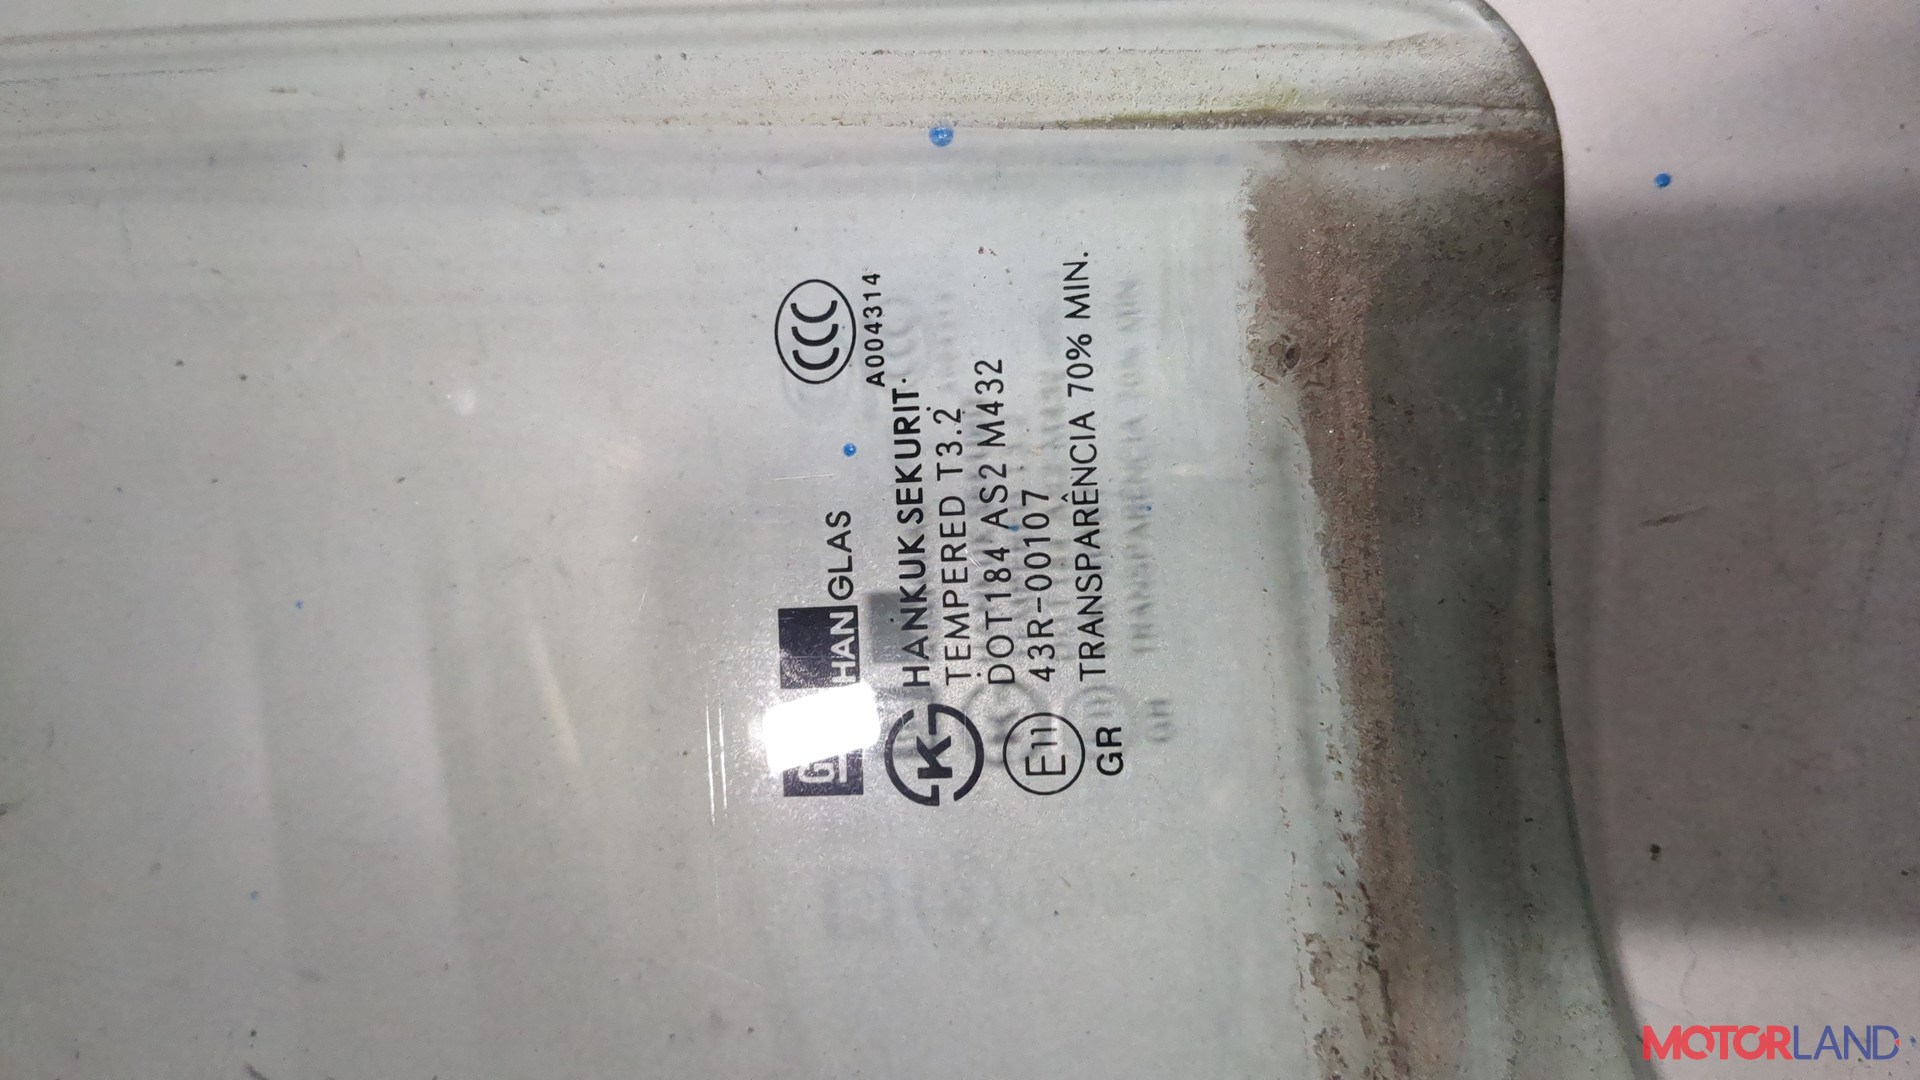 HANGLAS
CCC
A004314
HANKUK SEKURIT
TEMPERED T3.2
DOT184 AS2 M432
E11 43R-00107
GR TRANSPARÊNCIA 70% MIN.
MOTORLAND